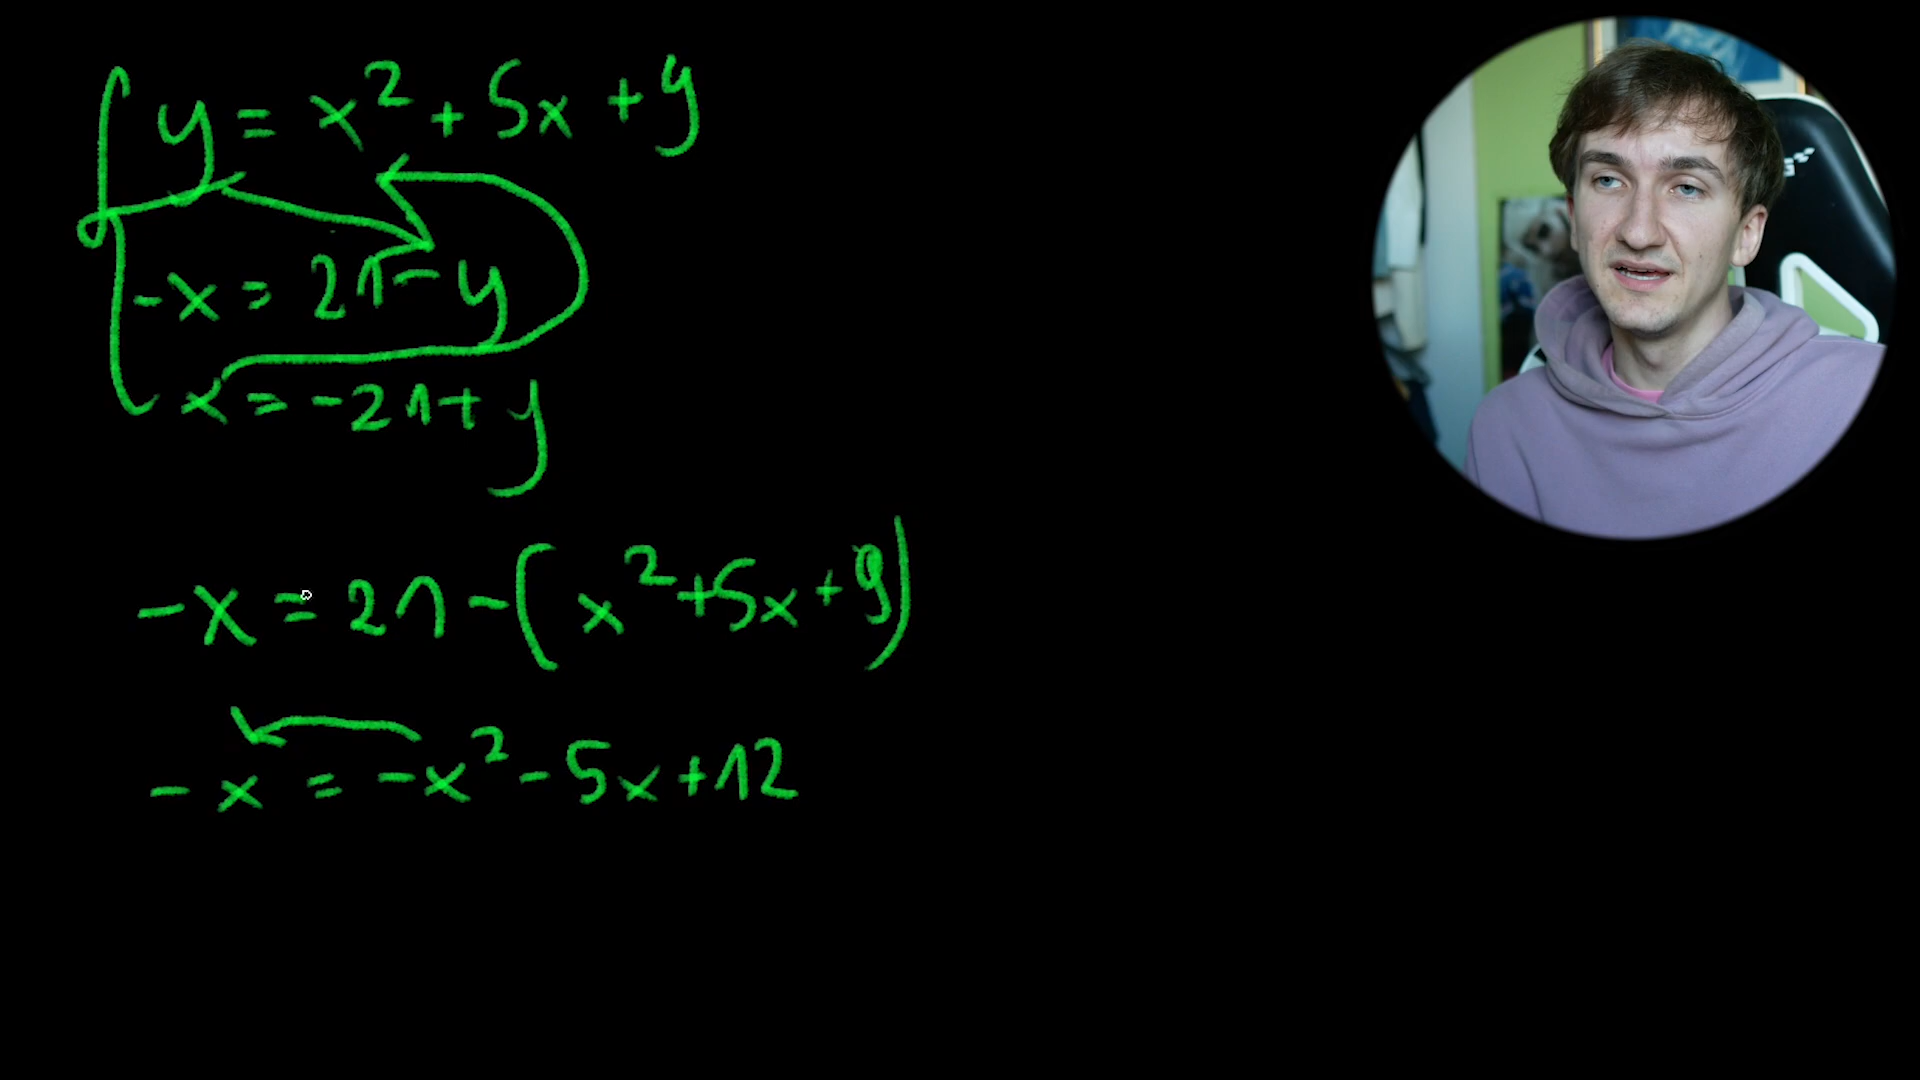 y = x² + 5x + 9
-x = 21 - y
x = -21 + y
-x = 21 - (x² + 5x + 9)
-x = -x² - 5x + 12